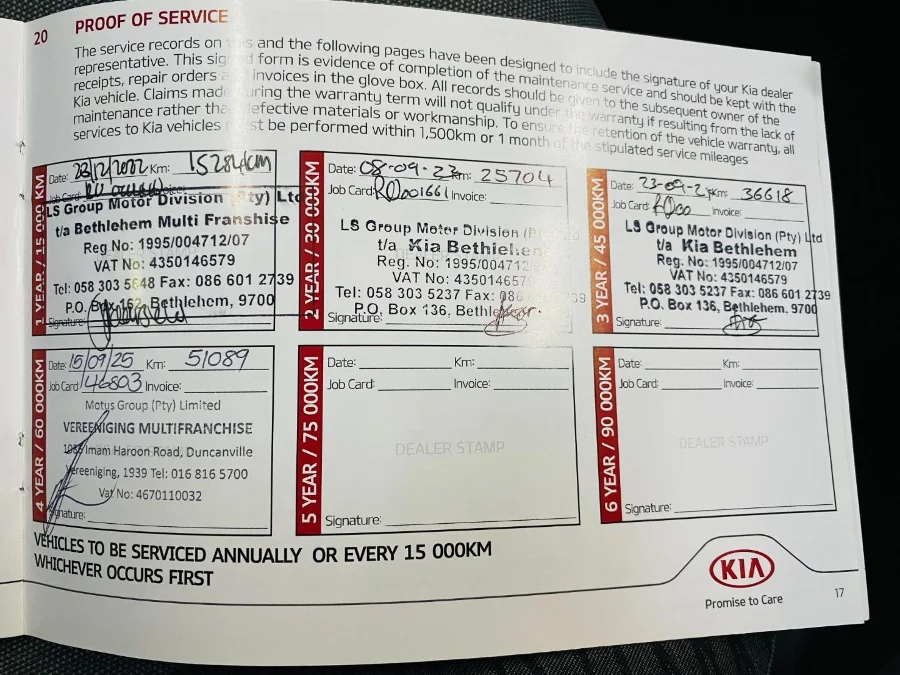 20 PROOF OF SERVICE
The service records on this and the following pages have been designed to include the signature of your Kia dealer
representative. This signed form is evidence of completion of the maintenance service and should be kept with the
receipts, repair orders and invoices in the glove box. All records should be given to the subsequent owner of the
Kia vehicle. Claims made during the warranty term will not qualify under the warranty if resulting from the lack of
maintenance rather than defective materials or workmanship. To ensure the retention of the vehicle warranty, all
services to Kia vehicles must be performed within 1,500km or 1 month of the stipulated service mileages
1 YEAR / 15 000 KM
Date: 23/12/2022 Km: 15284km
Job Card:
LS Group Motor Division (Pty) Ltd
t/a Bethlehem Multi Franshise
Reg No: 1995/004712/07
VAT No: 4350146579
Tel: 058 303 5648 Fax: 086 601 2739
P.O. Box 162, Bethlehem, 9700
Signature:
2 YEAR / 30 000KM
Date: 08-09-23 Km: 25704
Job Card: RO001661 Invoice:
LS Group Motor Division (P
t/a Kia Bethlehem
Reg. No: 1995/004712
VAT No: 435014657
Tel: 058 303 5237 Fax: 086 39
P.O. Box 136, Bethl
Signature:
3 YEAR / 45 000KM
Date: 23-09-24 Km: 36618
Job Card: RO00 Invoice:
LS Group Motor Division (Pty) Ltd
t/a Kia Bethlehem
Reg. No: 1995/004712/07
VAT No: 4350146579
Tel: 058 303 5237 Fax: 086 601 2739
P.O. Box 136, Bethlehem, 9700
Signature:
4 YEAR / 60 000KM
Date: 15/09/25 Km: 51089
Job Card: 146803 Invoice:
Motus Group (Pty) Limited
VEREENIGING MULTIFRANCHISE
Imam Haroon Road, Duncanville
Vereeniging, 1939 Tel: 016 816 5700
Vat No: 4670110032
Signature:
5 YEAR / 75 000KM
Date: Km:
Job Card: Invoice:
DEALER STAMP
Signature:
6 YEAR / 90 000KM
Date: Km:
Job Card: Invoice:
DEALER STAMP
Signature:
VEHICLES TO BE SERVICED ANNUALLY OR EVERY 15 000KM
WHICHEVER OCCURS FIRST
KIA
Promise to Care
17